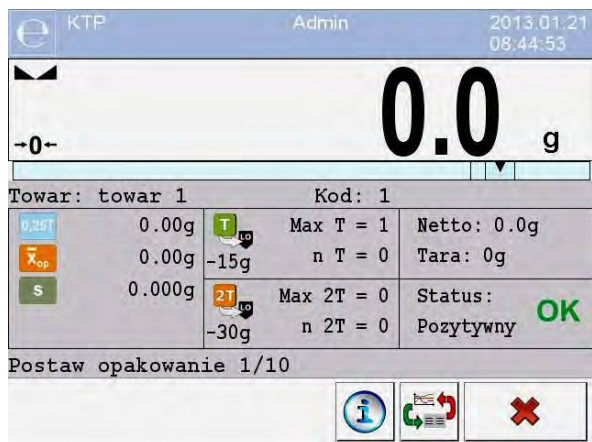 e KTP Admin 2013.01.21
08:44:53
0.0 g
→0←
Towar: towar 1 Kod: 1
0,25T 0.00g T LO -15g Max T = 1 Netto: 0.0g
X̄op 0.00g n T = 0 Tara: 0g
S 0.000g 2T LO -30g Max 2T = 0 Status: OK
n 2T = 0 Pozytywny
Postaw opakowanie 1/10
i